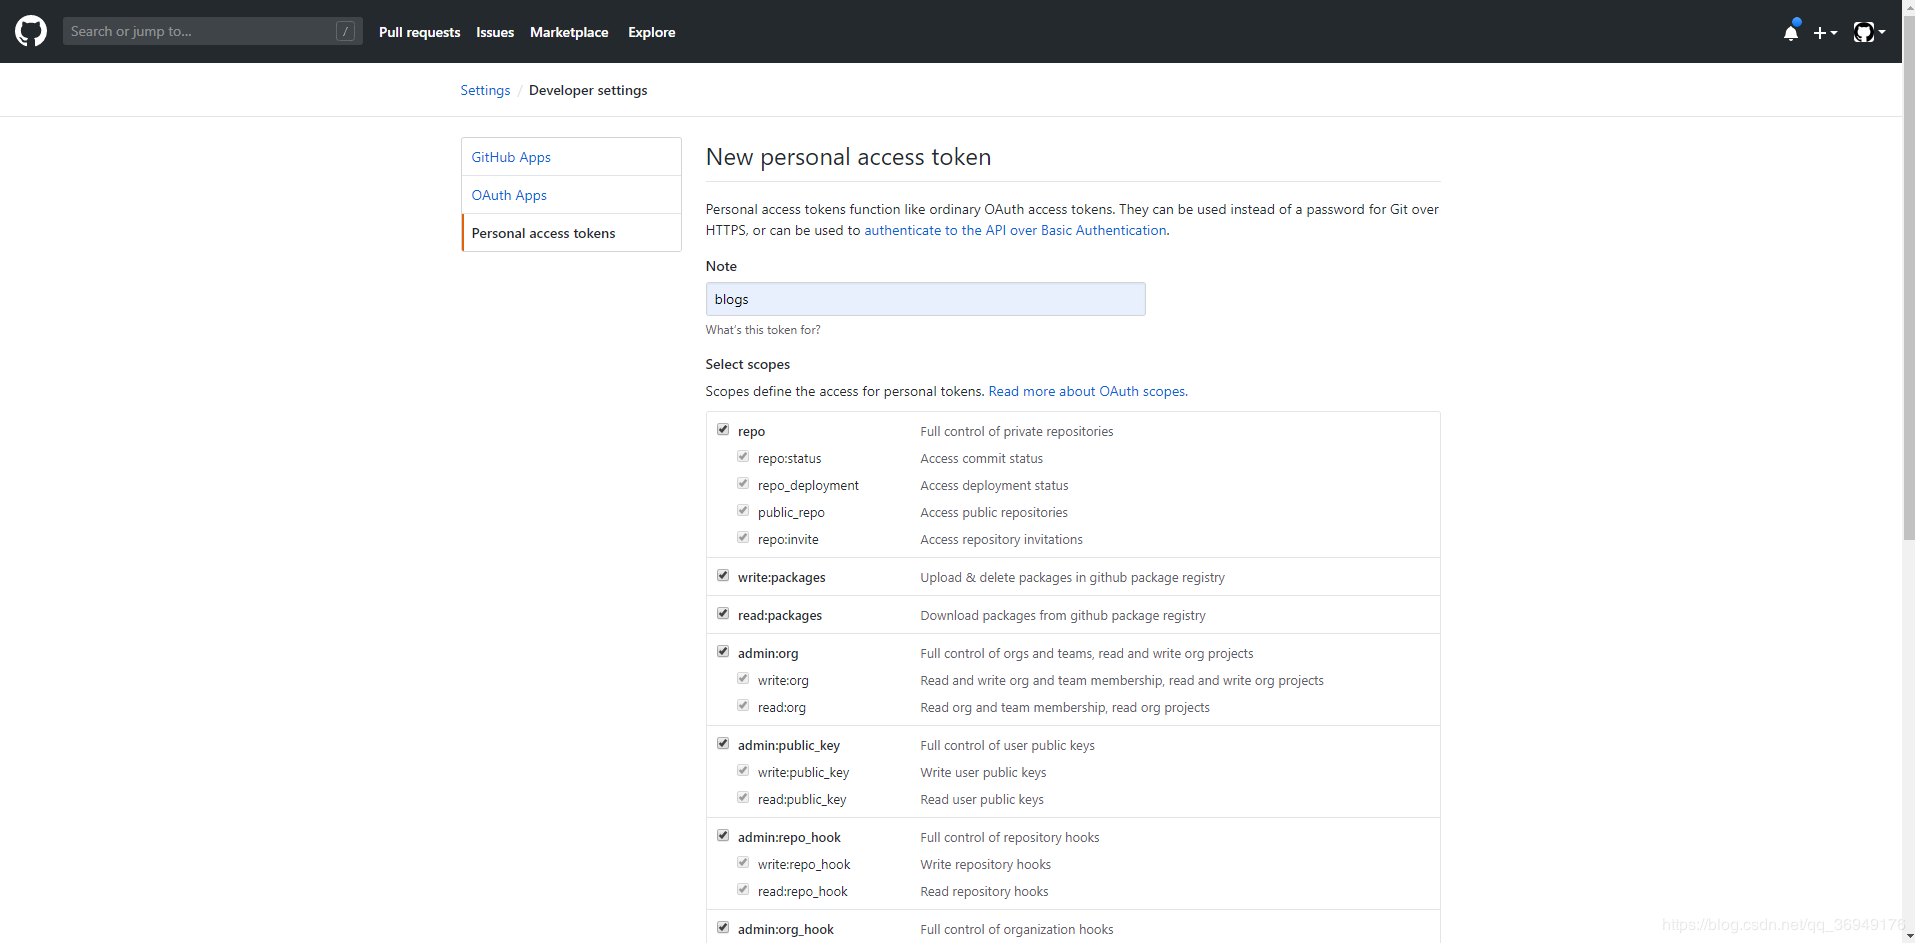 Search or jump to... /
Pull requests Issues Marketplace Explore
Settings / Developer settings
GitHub Apps
OAuth Apps
Personal access tokens
New personal access token
Personal access tokens function like ordinary OAuth access tokens. They can be used instead of a password for Git over
HTTPS, or can be used to authenticate to the API over Basic Authentication.
Note
blogs
What's this token for?
Select scopes
Scopes define the access for personal tokens. Read more about OAuth scopes.
repo Full control of private repositories
repo:status Access commit status
repo_deployment Access deployment status
public_repo Access public repositories
repo:invite Access repository invitations
write:packages Upload & delete packages in github package registry
read:packages Download packages from github package registry
admin:org Full control of orgs and teams, read and write org projects
write:org Read and write org and team membership, read and write org projects
read:org Read org and team membership, read org projects
admin:public_key Full control of user public keys
write:public_key Write user public keys
read:public_key Read user public keys
admin:repo_hook Full control of repository hooks
write:repo_hook Write repository hooks
read:repo_hook Read repository hooks
admin:org_hook Full control of organization hooks
https://blog.csdn.net/qq_36949176